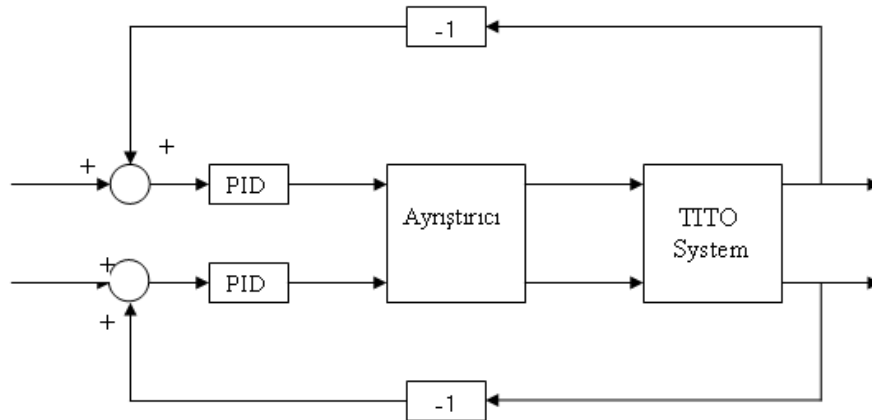 -1
+
+
PID
Ayrıştırıcı
TITO
System
+
PID
+
-1